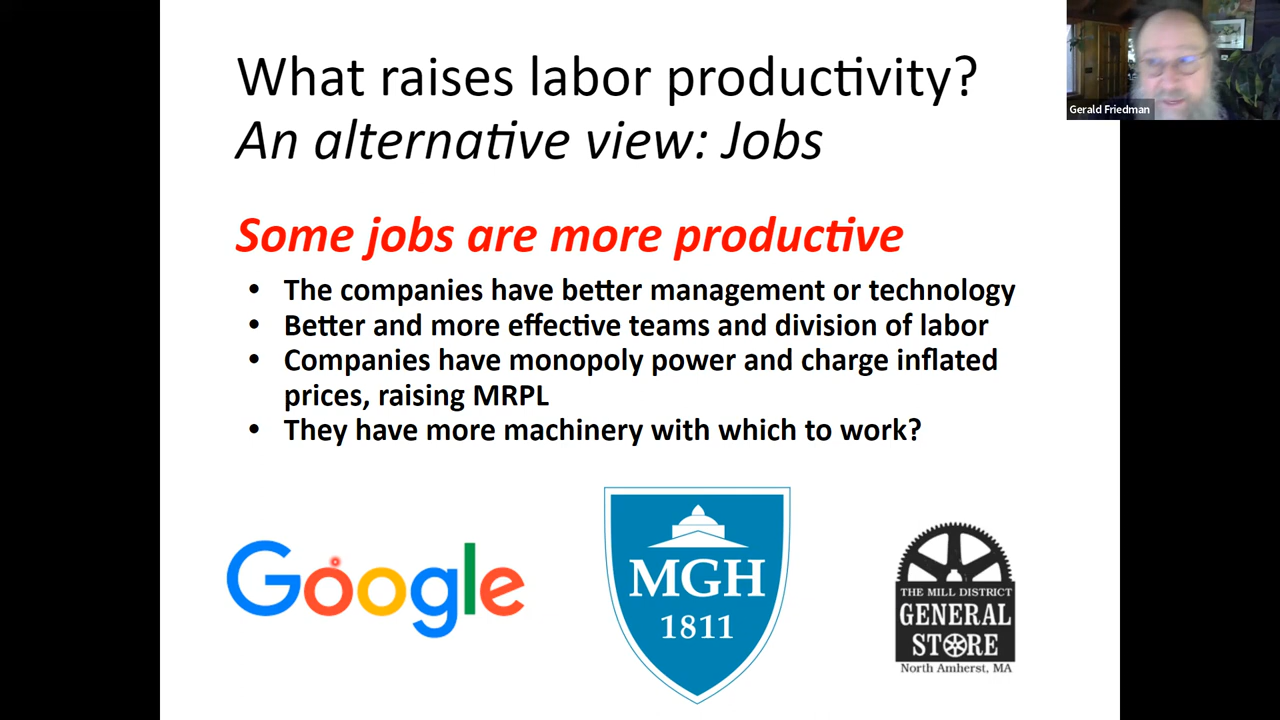 What raises labor productivity?
An alternative view: Jobs
Gerald Friedman
Some jobs are more productive
• The companies have better management or technology
• Better and more effective teams and division of labor
• Companies have monopoly power and charge inflated
prices, raising MRPL
• They have more machinery with which to work?
Google
MGH
1811
THE MILL DISTRICT
GENERAL
STORE
North Amherst, MA